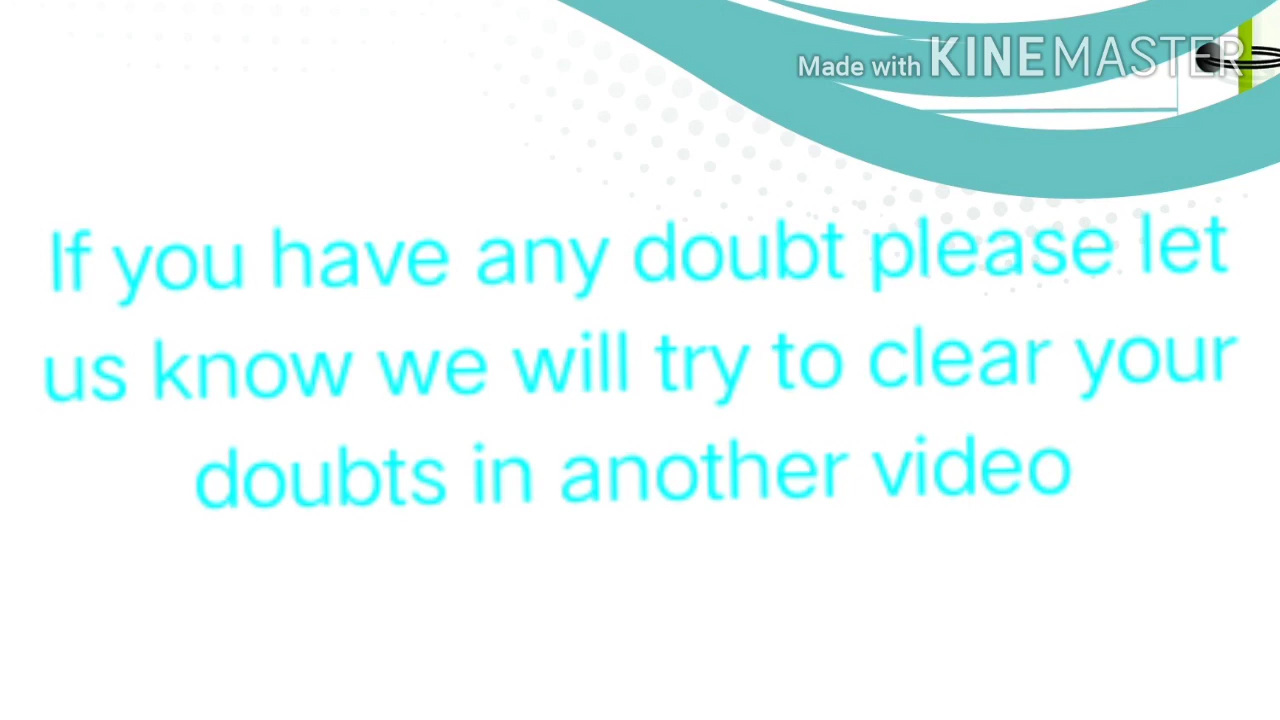 Made with KINEMASTER
If you have any doubt please let
us know we will try to clear your
doubts in another video